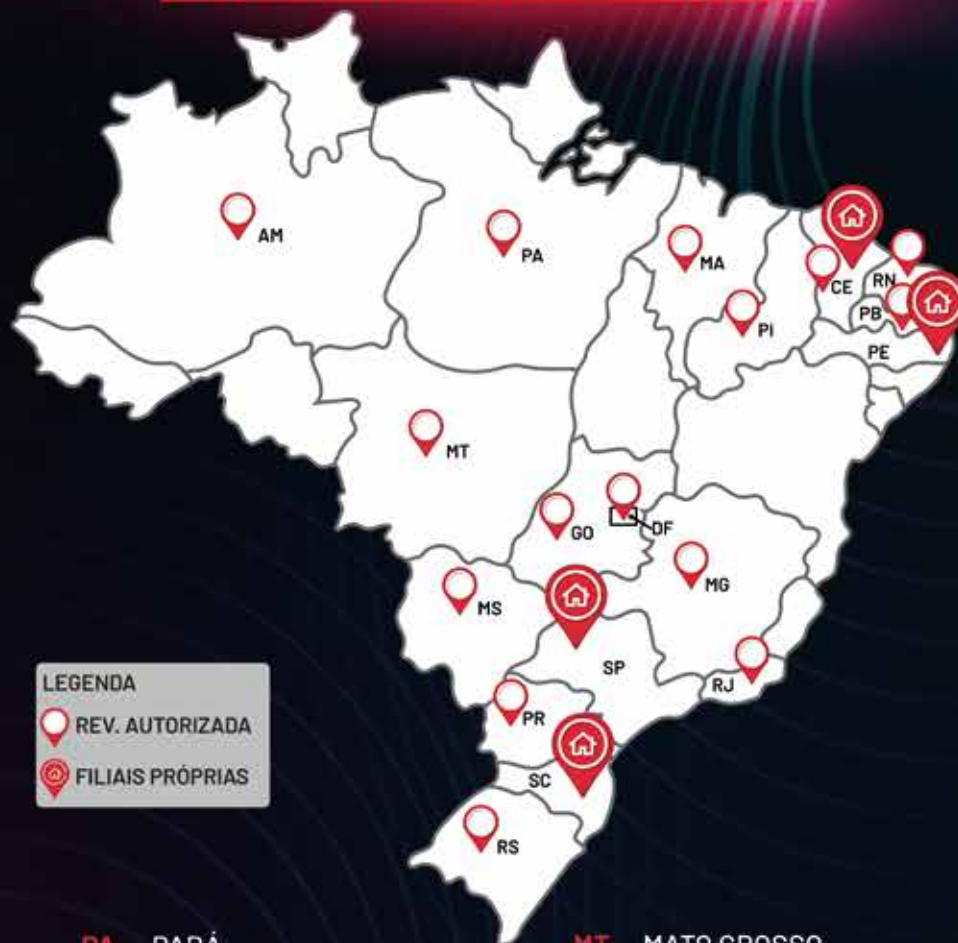 AM
PA
MA
PI
CE
RN
PB
PE
MT
GO
DF
MG
MS
SP
RJ
PR
SC
RS
LEGENDA
REV. AUTORIZADA
FILIAIS PRÓPRIAS
PA PARÁ
MT MATO GROSSO